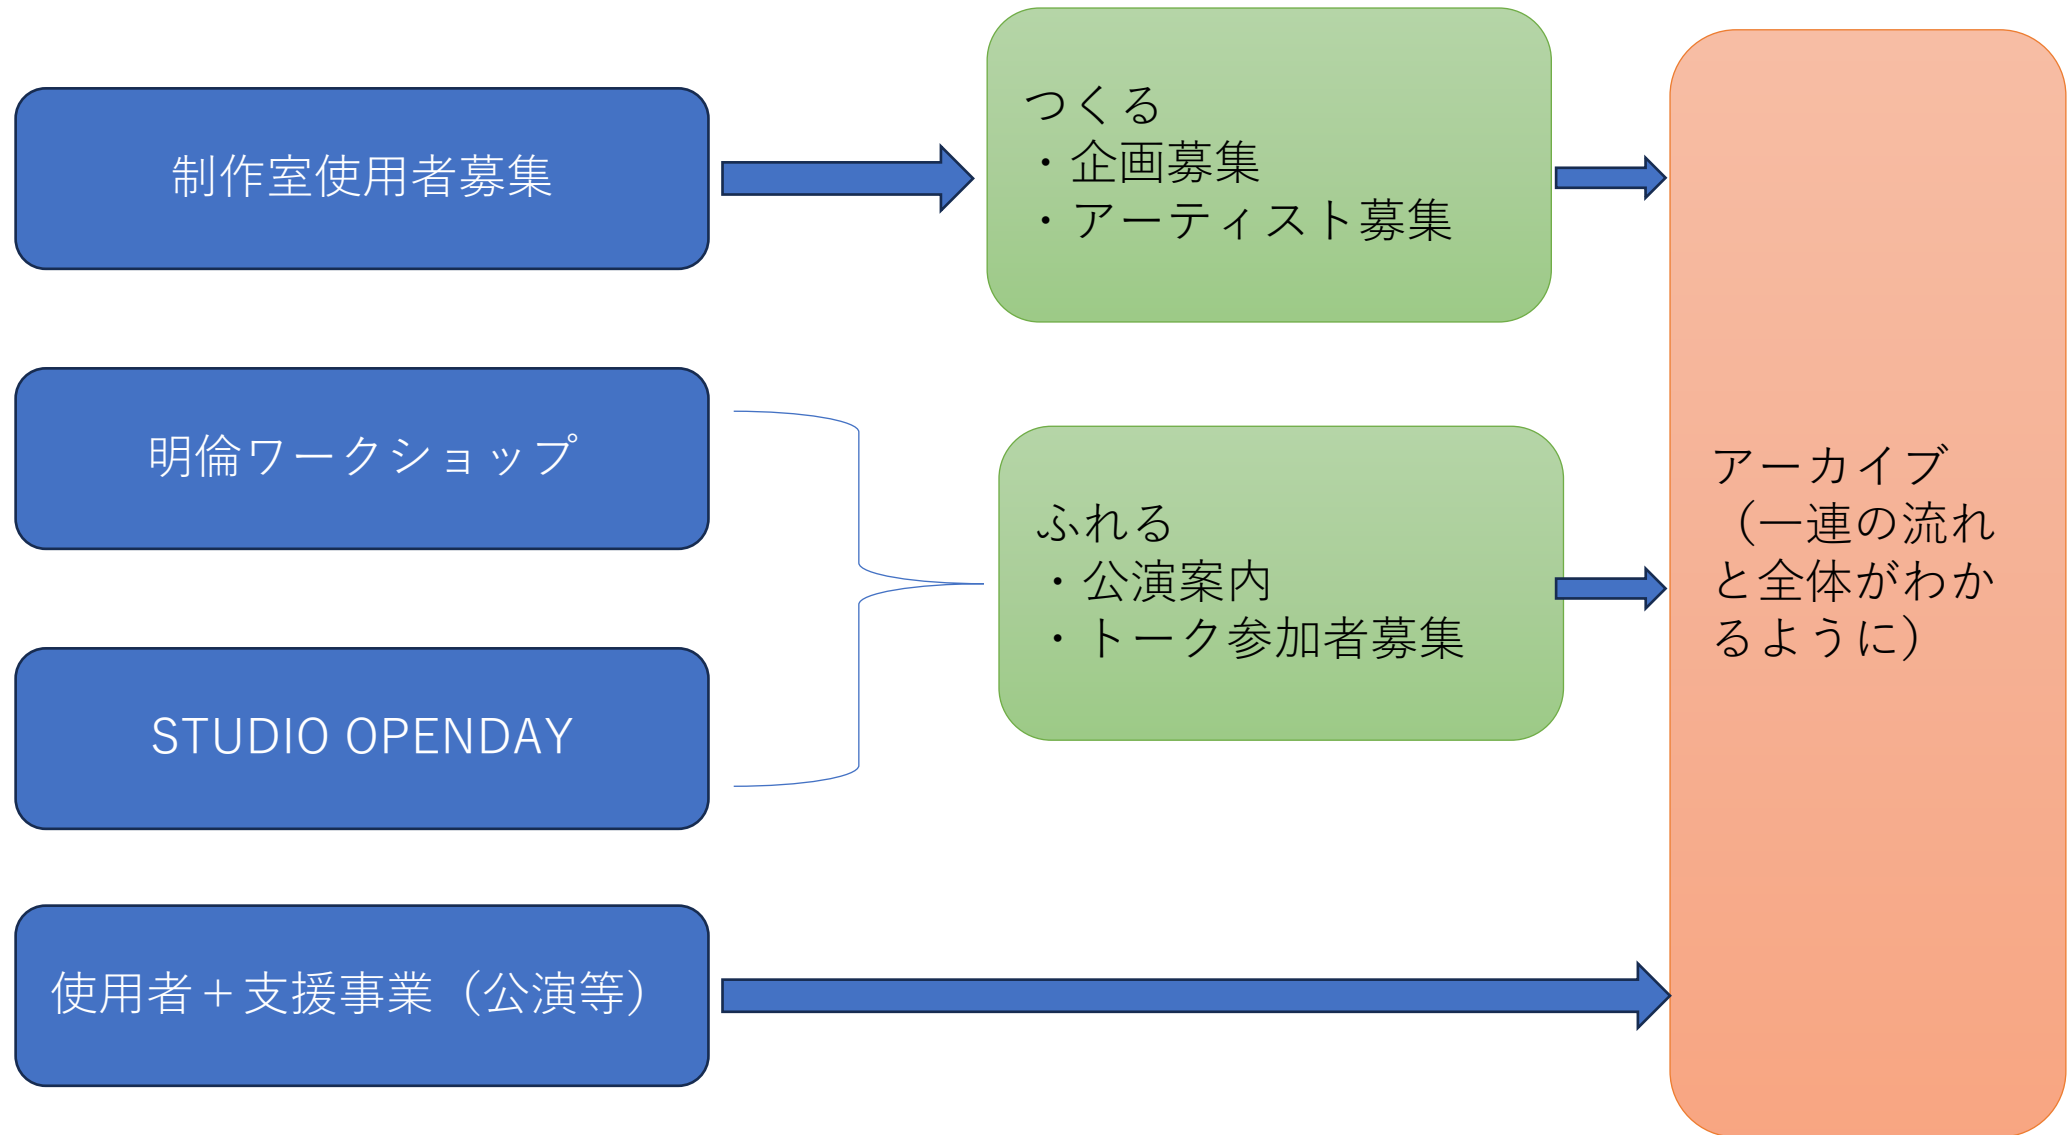 制作室使用者募集
つくる
・企画募集
・アーティスト募集
明倫ワークショップ
STUDIO OPENDAY
ふれる
・公演案内
・トーク参加者募集
使用者＋支援事業（公演等）
アーカイブ
（一連の流れ
と全体がわか
るように）